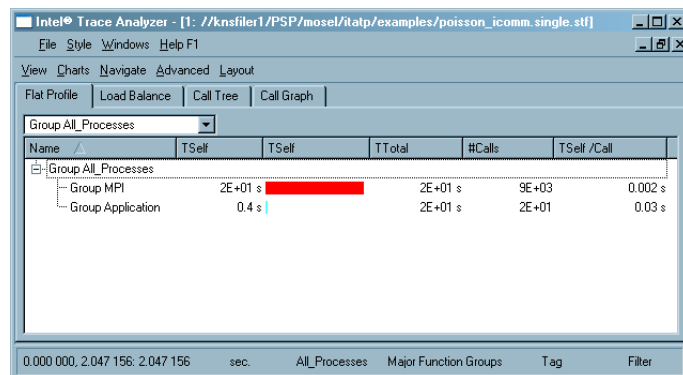 Intel® Trace Analyzer - [1: //knsfiler1/PSP/mosel/itatp/examples/poisson_icomm.single.stf]
File Style Windows Help F1
View Charts Navigate Advanced Layout
Flat Profile Load Balance Call Tree Call Graph
Group All_Processes
Name TSelf TSelf TTotal #Calls TSelf /Call
Group All_Processes
Group MPI 2E+01 s 2E+01 s 9E+03 0.002 s
Group Application 0.4 s 2E+01 s 2E+01 0.03 s
0.000 000, 2.047 156: 2.047 156 sec. All_Processes Major Function Groups Tag Filter